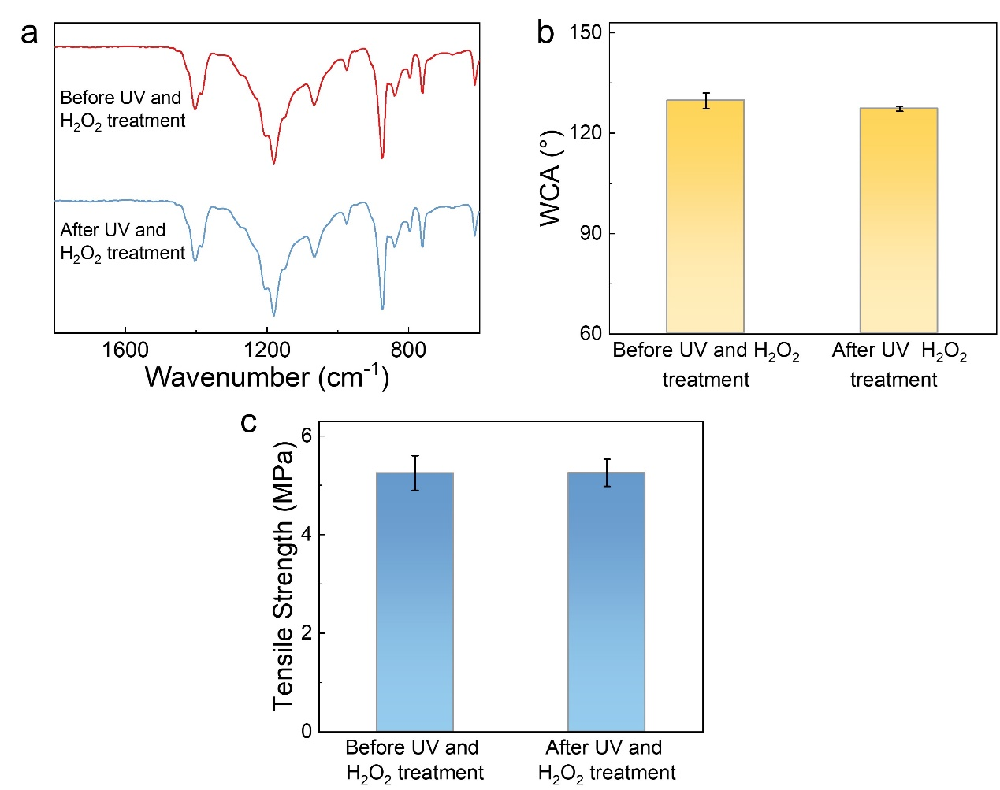 a
Before UV and
H₂O₂ treatment
After UV and
H₂O₂ treatment
1600 1200 800
Wavenumber (cm⁻¹)
b
150
120
90
60
WCA (°)
Before UV and H₂O₂
treatment
After UV H₂O₂
treatment
c
6
4
2
0
Tensile Strength (MPa)
Before UV and
H₂O₂ treatment
After UV and
H₂O₂ treatment